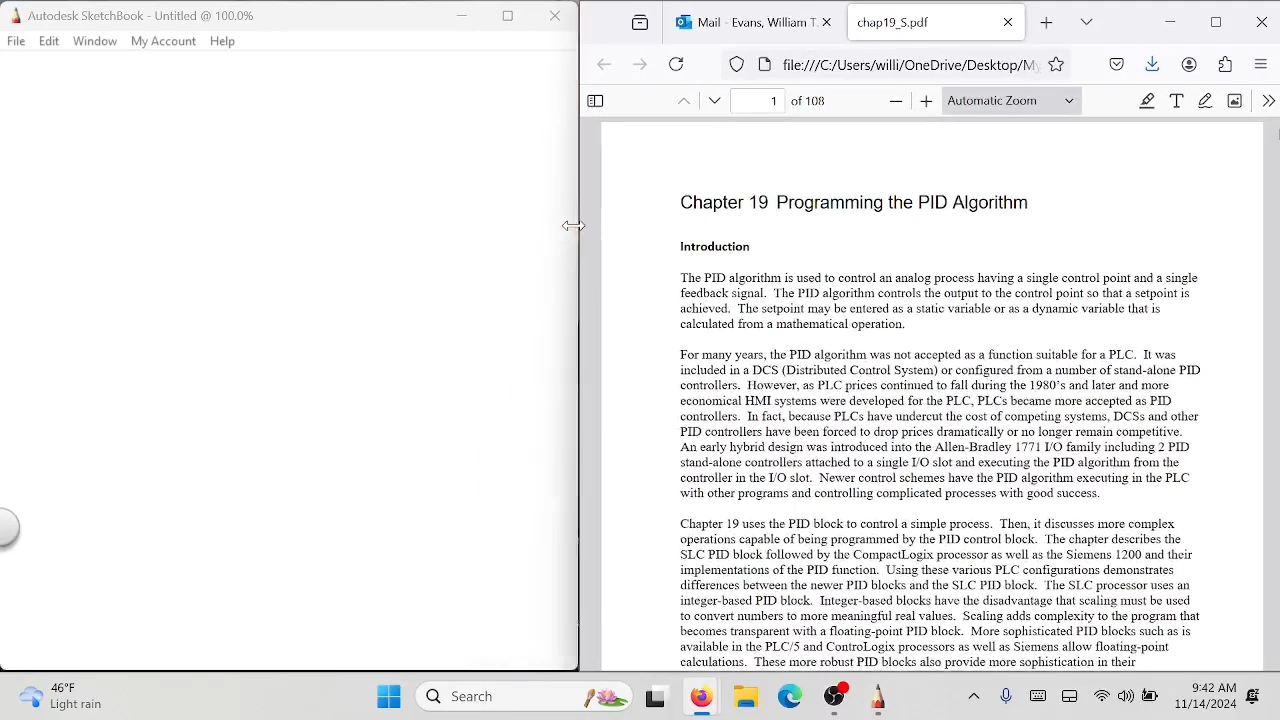 Autodesk SketchBook - Untitled @ 100.0%
File Edit Window My Account Help
Mail - Evans, William T.
chap19_S.pdf
file:///C:/Users/willi/OneDrive/Desktop/M
1 of 108
Automatic Zoom
Chapter 19 Programming the PID Algorithm
Introduction
The PID algorithm is used to control an analog process having a single control point and a single
feedback signal. The PID algorithm controls the output to the control point so that a setpoint is
achieved. The setpoint may be entered as a static variable or as a dynamic variable that is
calculated from a mathematical operation.
For many years, the PID algorithm was not accepted as a function suitable for a PLC. It was
included in a DCS (Distributed Control System) or configured from a number of stand-alone PID
controllers. However, as PLC prices continued to fall during the 1980's and later and more
economical HMI systems were developed for the PLC, PLCs became more accepted as PID
controllers. In fact, because PLCs have undercut the cost of competing systems, DCSs and other
PID controllers have been forced to drop prices dramatically or no longer remain competitive.
An early hybrid design was introduced into the Allen-Bradley 1771 I/O family including 2 PID
stand-alone controllers attached to a single I/O slot and executing the PID algorithm from the
controller in the I/O slot. Newer control schemes have the PID algorithm executing in the PLC
with other programs and controlling complicated processes with good success.
Chapter 19 uses the PID block to control a simple process. Then, it discusses more complex
operations capable of being programmed by the PID control block. The chapter describes the
SLC PID block followed by the CompactLogix processor as well as the Siemens 1200 and their
implementations of the PID function. Using these various PLC configurations demonstrates
differences between the newer PID blocks and the SLC PID block. The SLC processor uses an
integer-based PID block. Integer-based blocks have the disadvantage that scaling must be used
to convert numbers to more meaningful real values. Scaling adds complexity to the program that
becomes transparent with a floating-point PID block. More sophisticated PID blocks such as is
available in the PLC/5 and ControLogix processors as well as Siemens allow floating-point
calculations. These more robust PID blocks also provide more sophistication in their
46°F
Light rain
Search
9:42 AM
11/14/2024